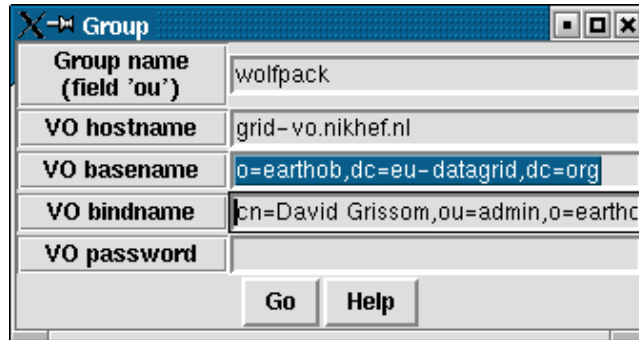 Group
Group name
(field 'ou')
wolfpack
VO hostname
grid-vo.nikhef.nl
VO basename
o=earthob,dc=eu-datagrid,dc=org
VO bindname
cn=David Grissom,ou=admin,o=eartho
VO password
Go
Help